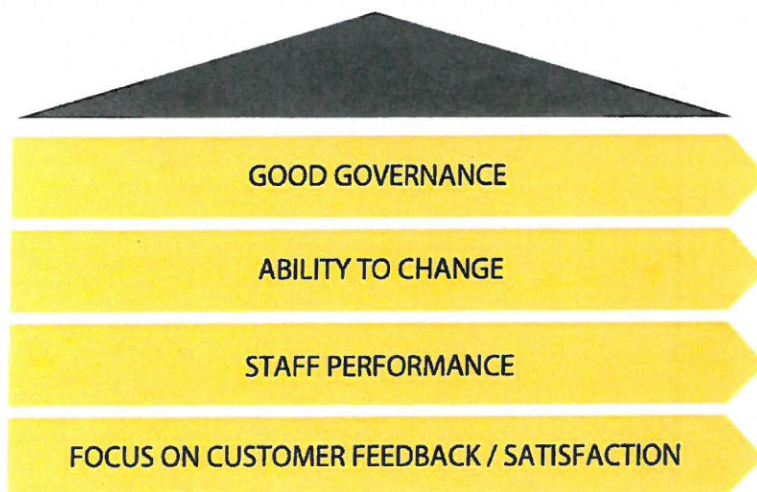 GOOD GOVERNANCE
ABILITY TO CHANGE
STAFF PERFORMANCE
FOCUS ON CUSTOMER FEEDBACK / SATISFACTION